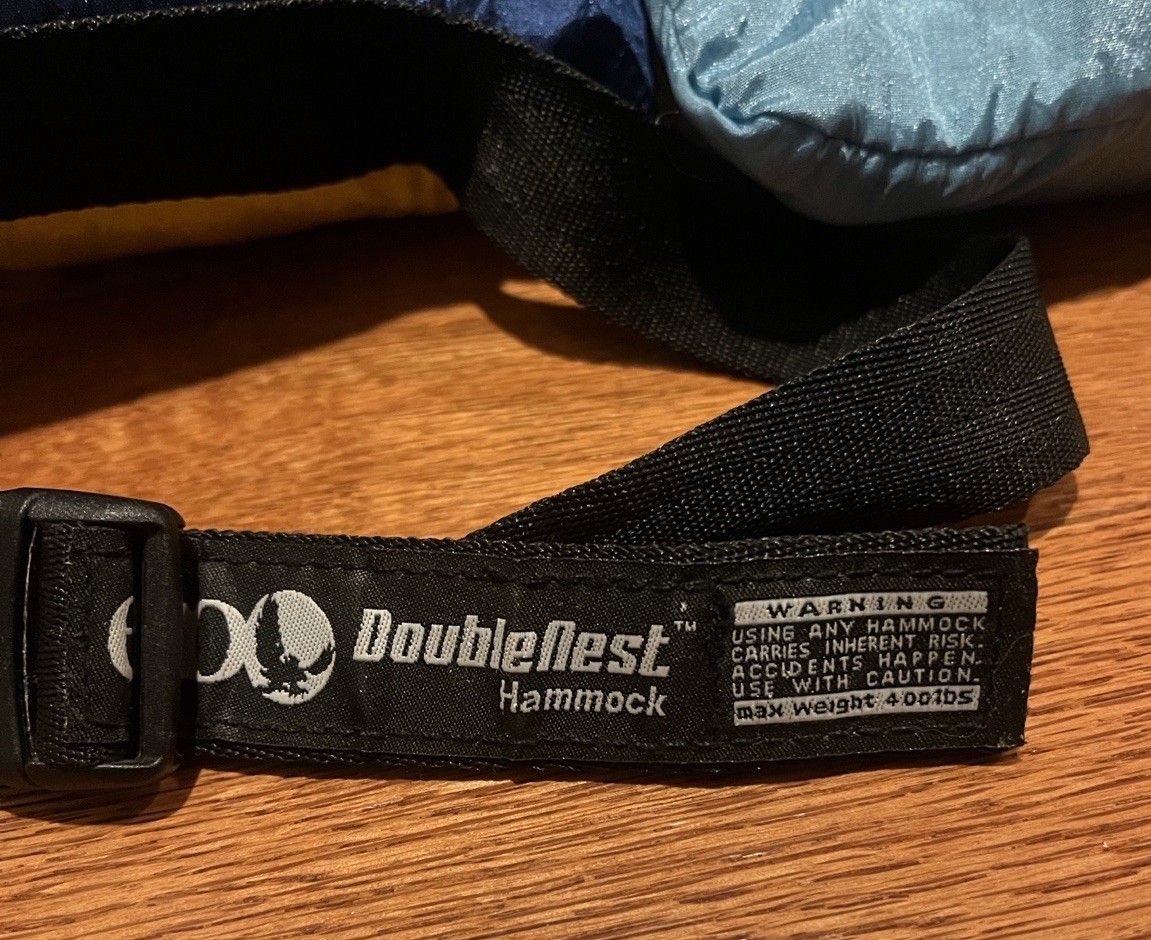 DoubleNest™
Hammock
WARNING
USING ANY HAMMOCK
CARRIES INHERENT RISK.
ACCIDENTS HAPPEN.
USE WITH CAUTION.
max weight 400lbs